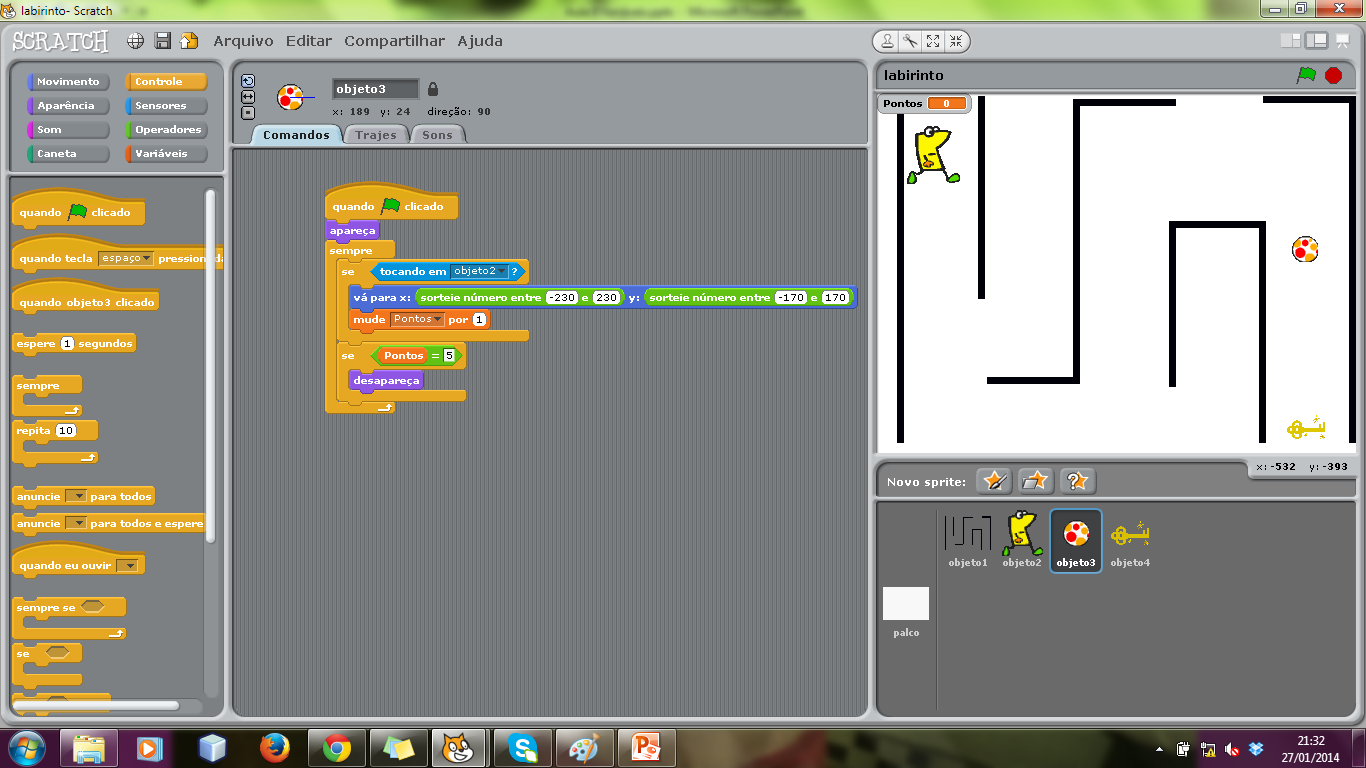 labirinto- Scratch
SCRATCH
Arquivo Editar Compartilhar Ajuda
Movimento Controle
Aparência Sensores
Som Operadores
Caneta Variáveis
quando clicado
quando tecla espaço pressionada
quando objeto3 clicado
espere 1 segundos
sempre
repita 10
anuncie para todos
anuncie para todos e espere
quando eu ouvir
sempre se
se
objeto3
x: 189 y: 24 direção: 90
Comandos Trajes Sons
quando clicado
apareça
sempre
se tocando em objeto2 ?
vá para x: sorteie número entre -230 e 230 y: sorteie número entre -170 e 170
mude Pontos por 1
se Pontos = 5
desapareça
labirinto
Pontos 0
x: -532 y: -393
Novo sprite:
objeto1 objeto2 objeto3 objeto4
palco
21:32
27/01/2014